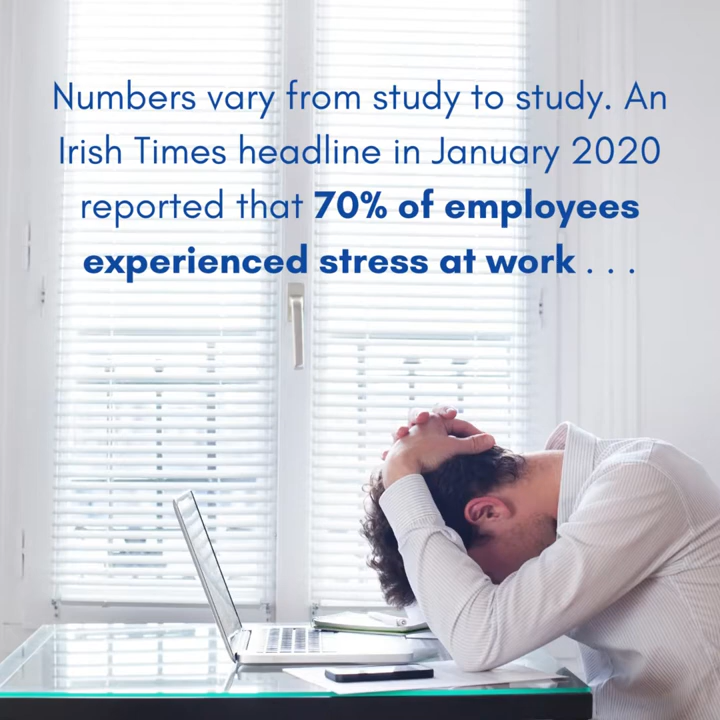 Numbers vary from study to study. An
Irish Times headline in January 2020
reported that 70% of employees
experienced stress at work . . .